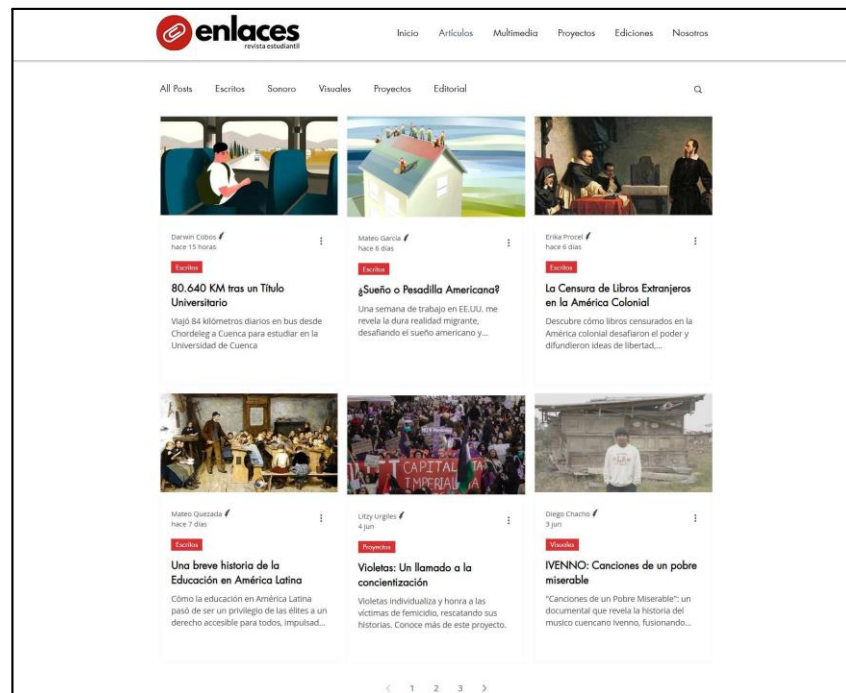 enlaces
revista estudiantil
Inicio Artículos Multimedia Proyectos Ediciones Nosotros
All Posts Escritos Sonoro Visuales Proyectos Editorial
Darwin Cobos
hace 15 horas
Escritos
80.640 KM tras un Título
Universitario
Viajó 84 kilómetros diarios en bus desde
Chordeleg a Cuenca para estudiar en la
Universidad de Cuenca
Mateo García
hace 6 días
Escritos
¿Sueño o Pesadilla Americana?
Una semana de trabajo en EE.UU. me
revela la dura realidad migrante,
desafiando el sueño americano y...
Erika Procel
hace 6 días
Escritos
La Censura de Libros Extranjeros
en la América Colonial
Descubre cómo libros censurados en la
América colonial desafiaron el poder y
difundieron ideas de libertad,...
Mateo Quezada
hace 7 días
Escritos
Una breve historia de la
Educación en América Latina
Cómo la educación en América Latina
pasó de ser un privilegio de las élites a un
derecho accesible para todos, impulsad...
CAPITAL
IMPERIAL
Litzy Urgiles
4 jun
Proyectos
Violetas: Un llamado a la
concientización
Violetas individualiza y honra a las
víctimas de femicidio, rescatando sus
historias. Conoce más de este proyecto.
Diego Chacho
3 jun
Visuales
IVENNO: Canciones de un pobre
miserable
"Canciones de un Pobre Miserable": un
documental que revela la historia del
musico cuencano Ivenno, fusionando...
< 1 2 3 >